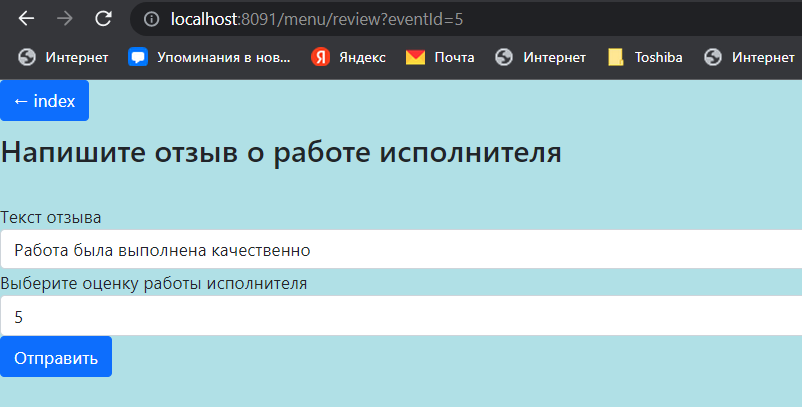 localhost:8091/menu/review?eventId=5
Интернет Упоминания в нов... Яндекс Почта Интернет Toshiba Интернет
← index
Напишите отзыв о работе исполнителя
Текст отзыва
Работа была выполнена качественно
Выберите оценку работы исполнителя
5
Отправить